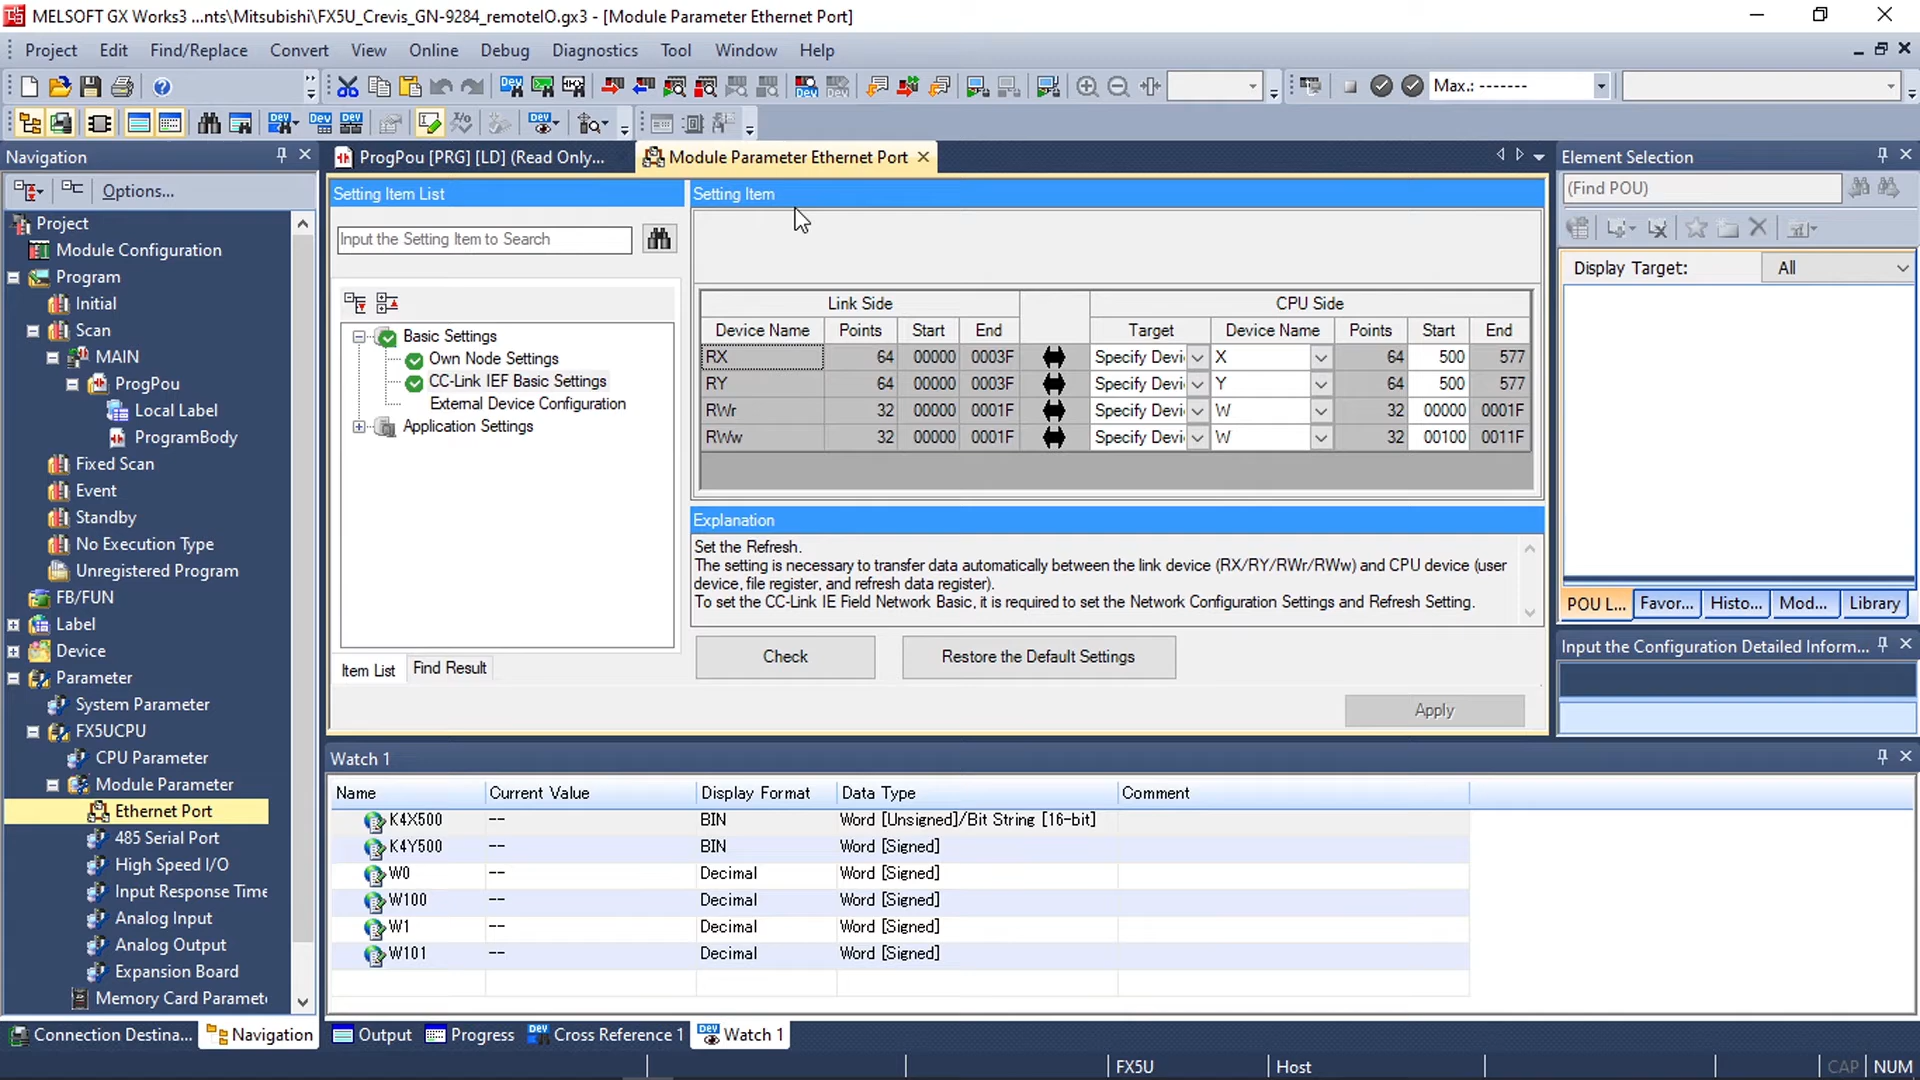 MELSOFT GX Works3 ...nts\Mitsubishi\FX5U_Crevis_GN-9284_remoteIO.gx3 - [Module Parameter Ethernet Port]
Project Edit Find/Replace Convert View Online Debug Diagnostics Tool Window Help
Max.: -------
Navigation
ProgPou [PRG] [LD] (Read Only...
Module Parameter Ethernet Port
Element Selection
Options...
Setting Item List
Setting Item
(Find POU)
Project
Module Configuration
Program
Initial
Scan
MAIN
ProgPou
Local Label
ProgramBody
Fixed Scan
Event
Standby
No Execution Type
Unregistered Program
FB/FUN
Label
Device
Parameter
System Parameter
FX5UCPU
CPU Parameter
Module Parameter
Ethernet Port
485 Serial Port
High Speed I/O
Input Response Time
Analog Input
Analog Output
Expansion Board
Memory Card Paramet
Input the Setting Item to Search
Basic Settings
Own Node Settings
CC-Link IEF Basic Settings
External Device Configuration
Application Settings
Item List Find Result
Link Side CPU Side
Device Name Points Start End Target Device Name Points Start End
RX 64 00000 0003F Specify Devi X 64 500 577
RY 64 00000 0003F Specify Devi Y 64 500 577
RWr 32 00000 0001F Specify Devi W 32 00000 0001F
RWw 32 00000 0001F Specify Devi W 32 00100 0011F
Explanation
Set the Refresh.
The setting is necessary to transfer data automatically between the link device (RX/RY/RWr/RWw) and CPU device (user
device, file register, and refresh data register).
To set the CC-Link IE Field Network Basic, it is required to set the Network Configuration Settings and Refresh Setting.
Check Restore the Default Settings
Apply
Display Target: All
POU L... Favor... Histo... Mod... Library
Input the Configuration Detailed Inform...
Watch 1
Name Current Value Display Format Data Type Comment
K4X500 -- BIN Word [Unsigned]/Bit String [16-bit]
K4Y500 -- BIN Word [Signed]
W0 -- Decimal Word [Signed]
W100 -- Decimal Word [Signed]
W1 -- Decimal Word [Signed]
W101 -- Decimal Word [Signed]
Connection Destina... Navigation Output Progress Cross Reference 1 Watch 1
FX5U Host CAP NUM